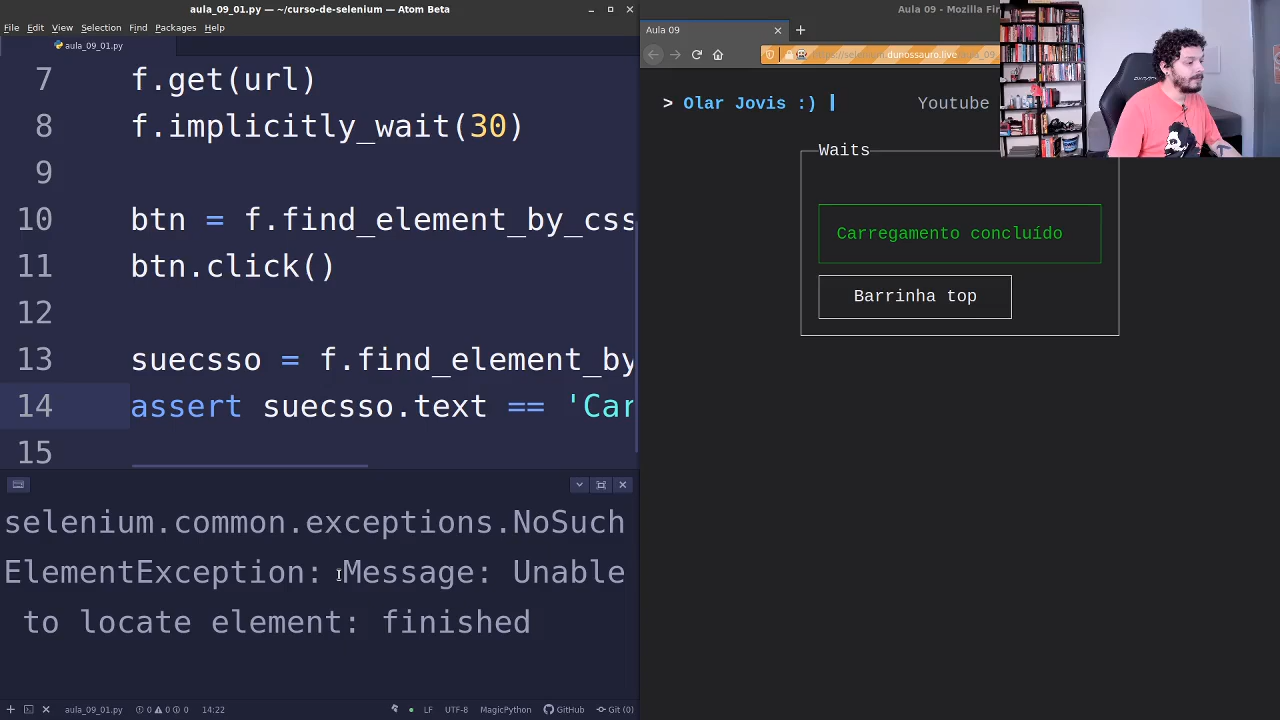 aula_09_01.py — ~/curso-de-selenium — Atom Beta
File Edit View Selection Find Packages Help
aula_09_01.py
7 f.get(url)
8 f.implicitly_wait(30)
9
10 btn = f.find_element_by_css
11 btn.click()
12
13 suecsso = f.find_element_by
14 assert suecsso.text == 'Car
15
selenium.common.exceptions.NoSuch
ElementException: Message: Unable
to locate element: finished
aula_09_01.py 0 0 0 14:22 LF UTF-8 MagicPython GitHub Git (0)
Aula 09 - Mozilla Fir
Aula 09
dunossauro.live
> Olar Jovis :) Youtube
Waits
Carregamento concluído
Barrinha top